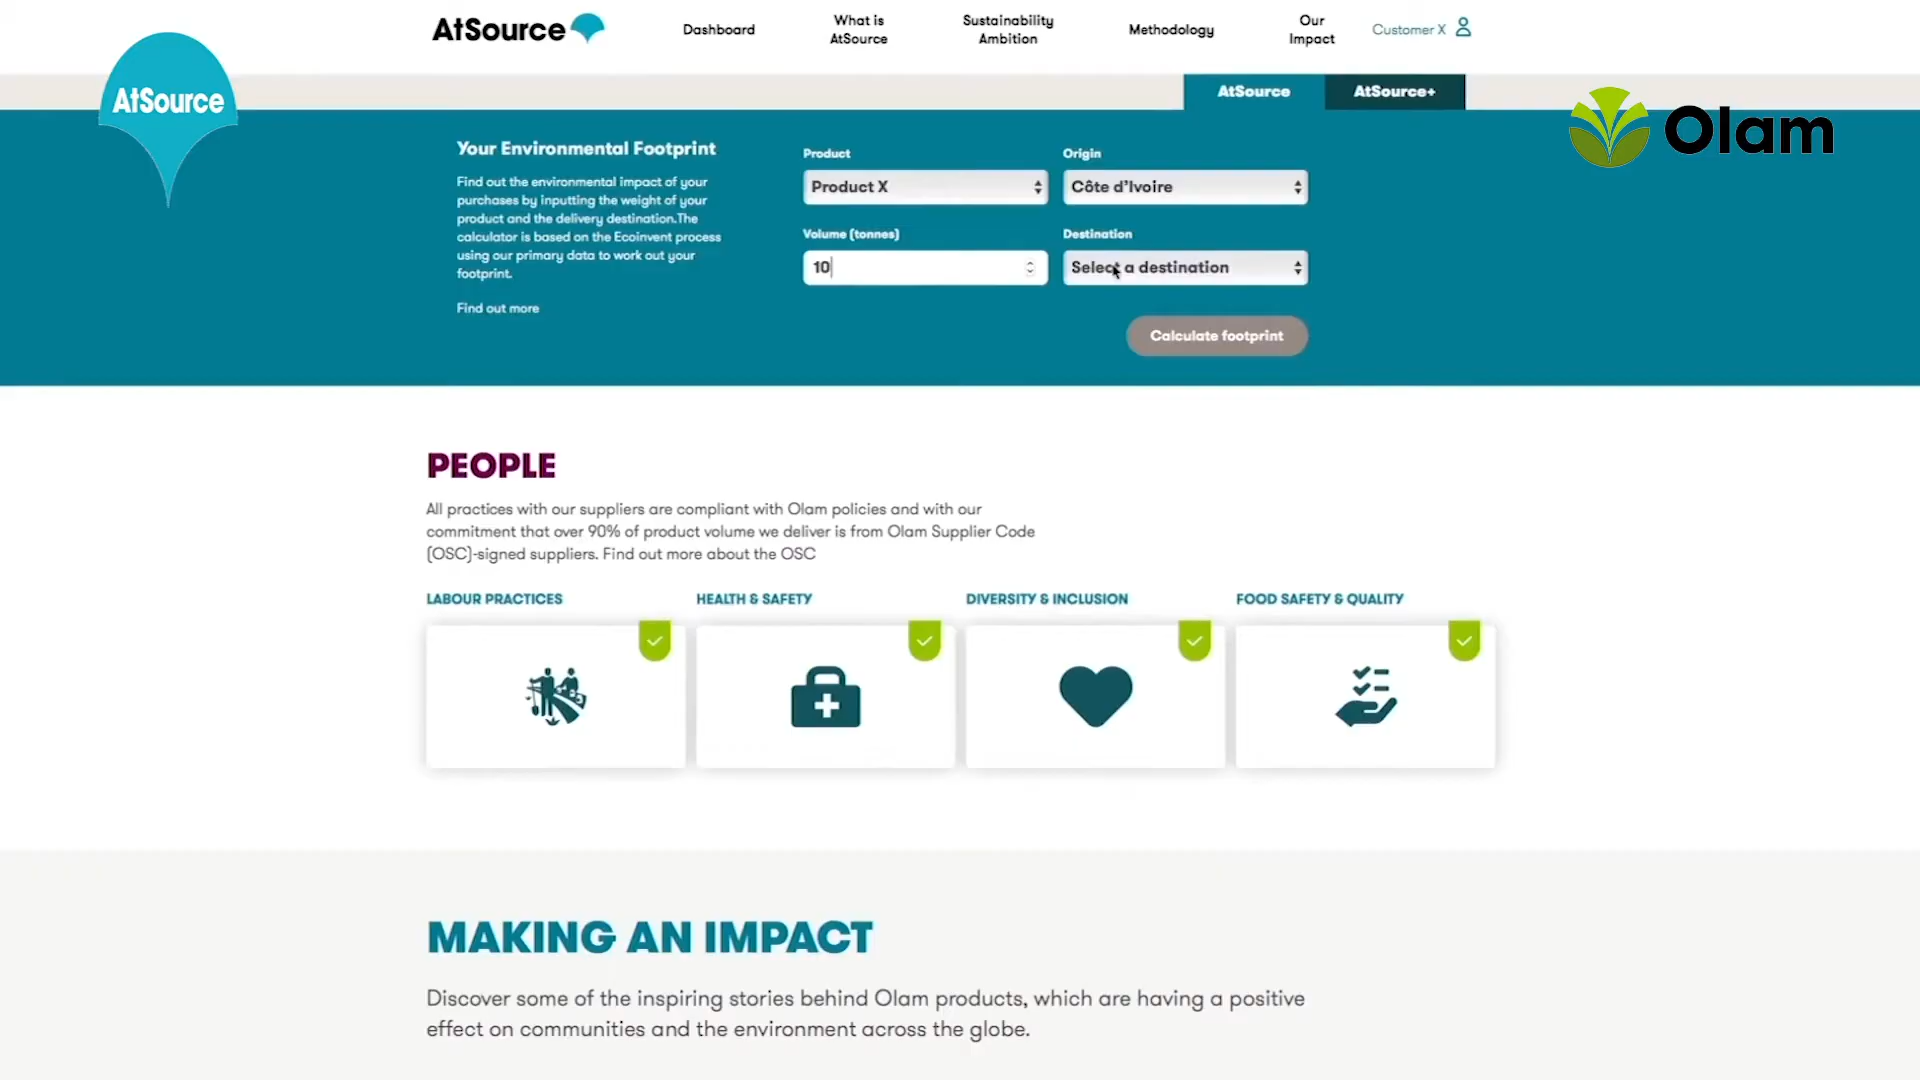 AtSource
Dashboard
What is
AtSource
Sustainability
Ambition
Methodology
Our
Impact
Customer X
AtSource
AtSource
AtSource+
Olam
Your Environmental Footprint
Find out the environmental impact of your
purchases by inputting the weight of your
product and the delivery destination.The
calculator is based on the Ecoinvent process
using our primary data to work out your
footprint.
Find out more
Product
Product X
Origin
Côte d'Ivoire
Volume (tonnes)
10
Destination
Select a destination
Calculate footprint
PEOPLE
All practices with our suppliers are compliant with Olam policies and with our
commitment that over 90% of product volume we deliver is from Olam Supplier Code
(OSC)-signed suppliers. Find out more about the OSC
LABOUR PRACTICES
HEALTH & SAFETY
DIVERSITY & INCLUSION
FOOD SAFETY & QUALITY
MAKING AN IMPACT
Discover some of the inspiring stories behind Olam products, which are having a positive
effect on communities and the environment across the globe.